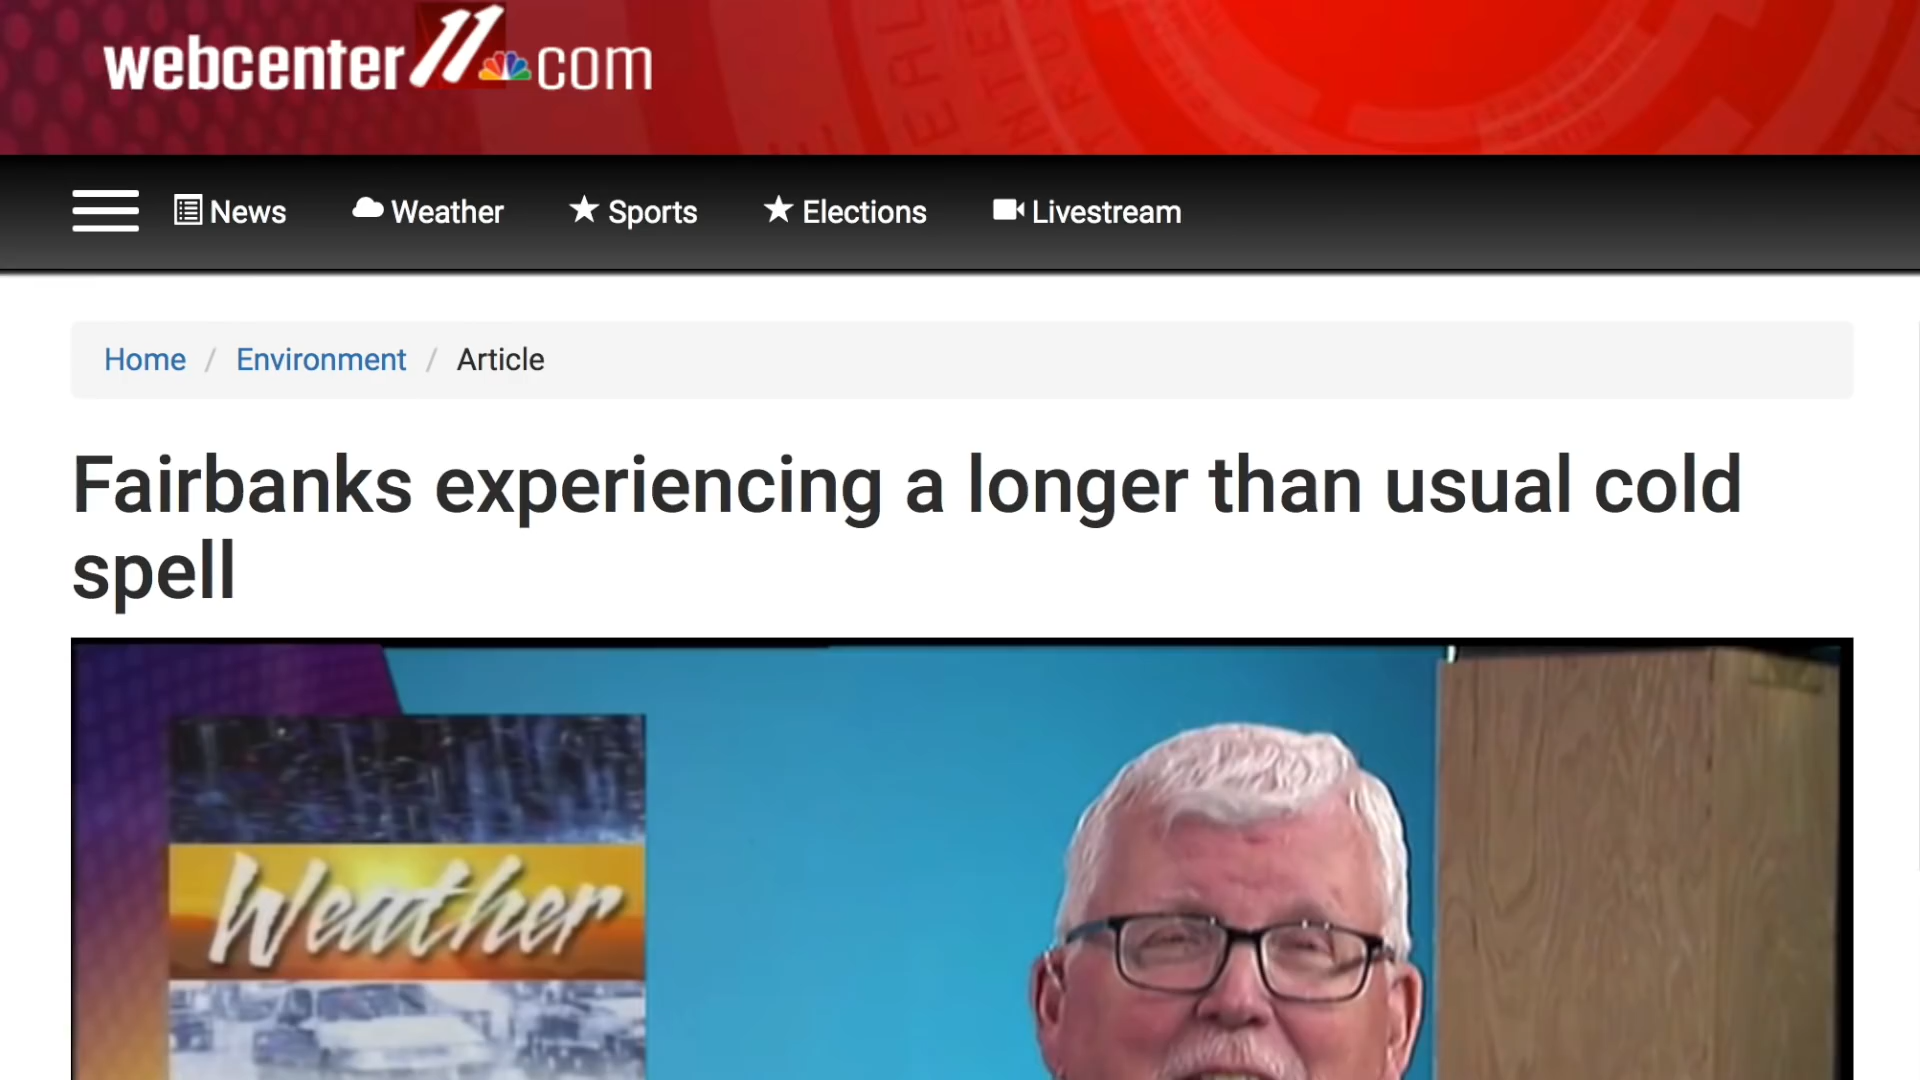 webcenter11.com
News Weather Sports Elections Livestream
Home / Environment / Article
Fairbanks experiencing a longer than usual cold
spell
Weather